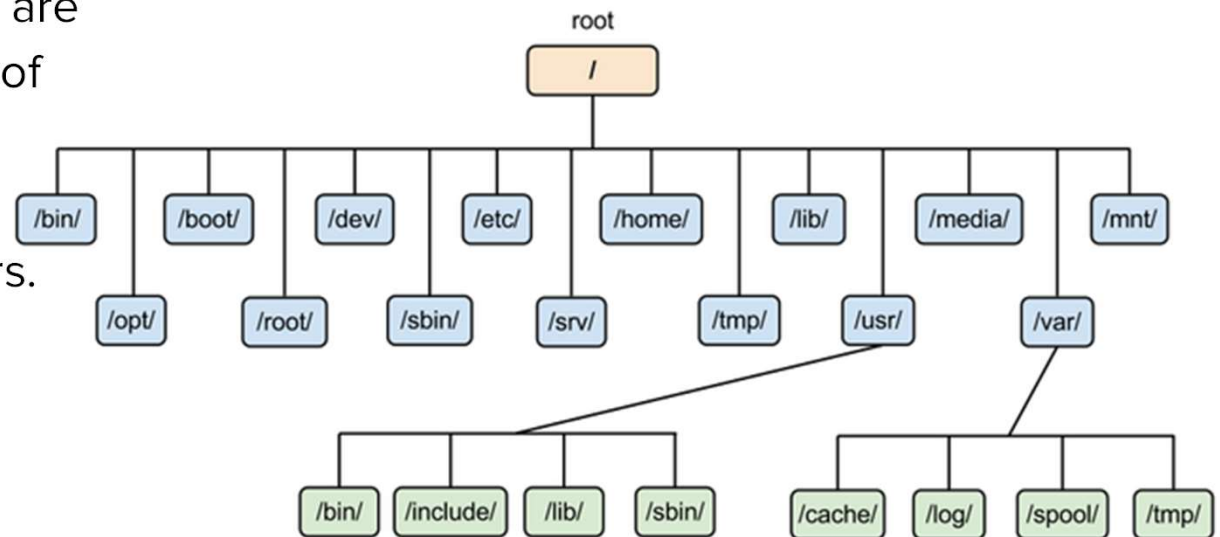 are
of
rs.
root
/
/bin/ /boot/ /dev/ /etc/ /home/ /lib/ /media/ /mnt/
/opt/ /root/ /sbin/ /srv/ /tmp/ /usr/ /var/
/bin/ /include/ /lib/ /sbin/ /cache/ /log/ /spool/ /tmp/